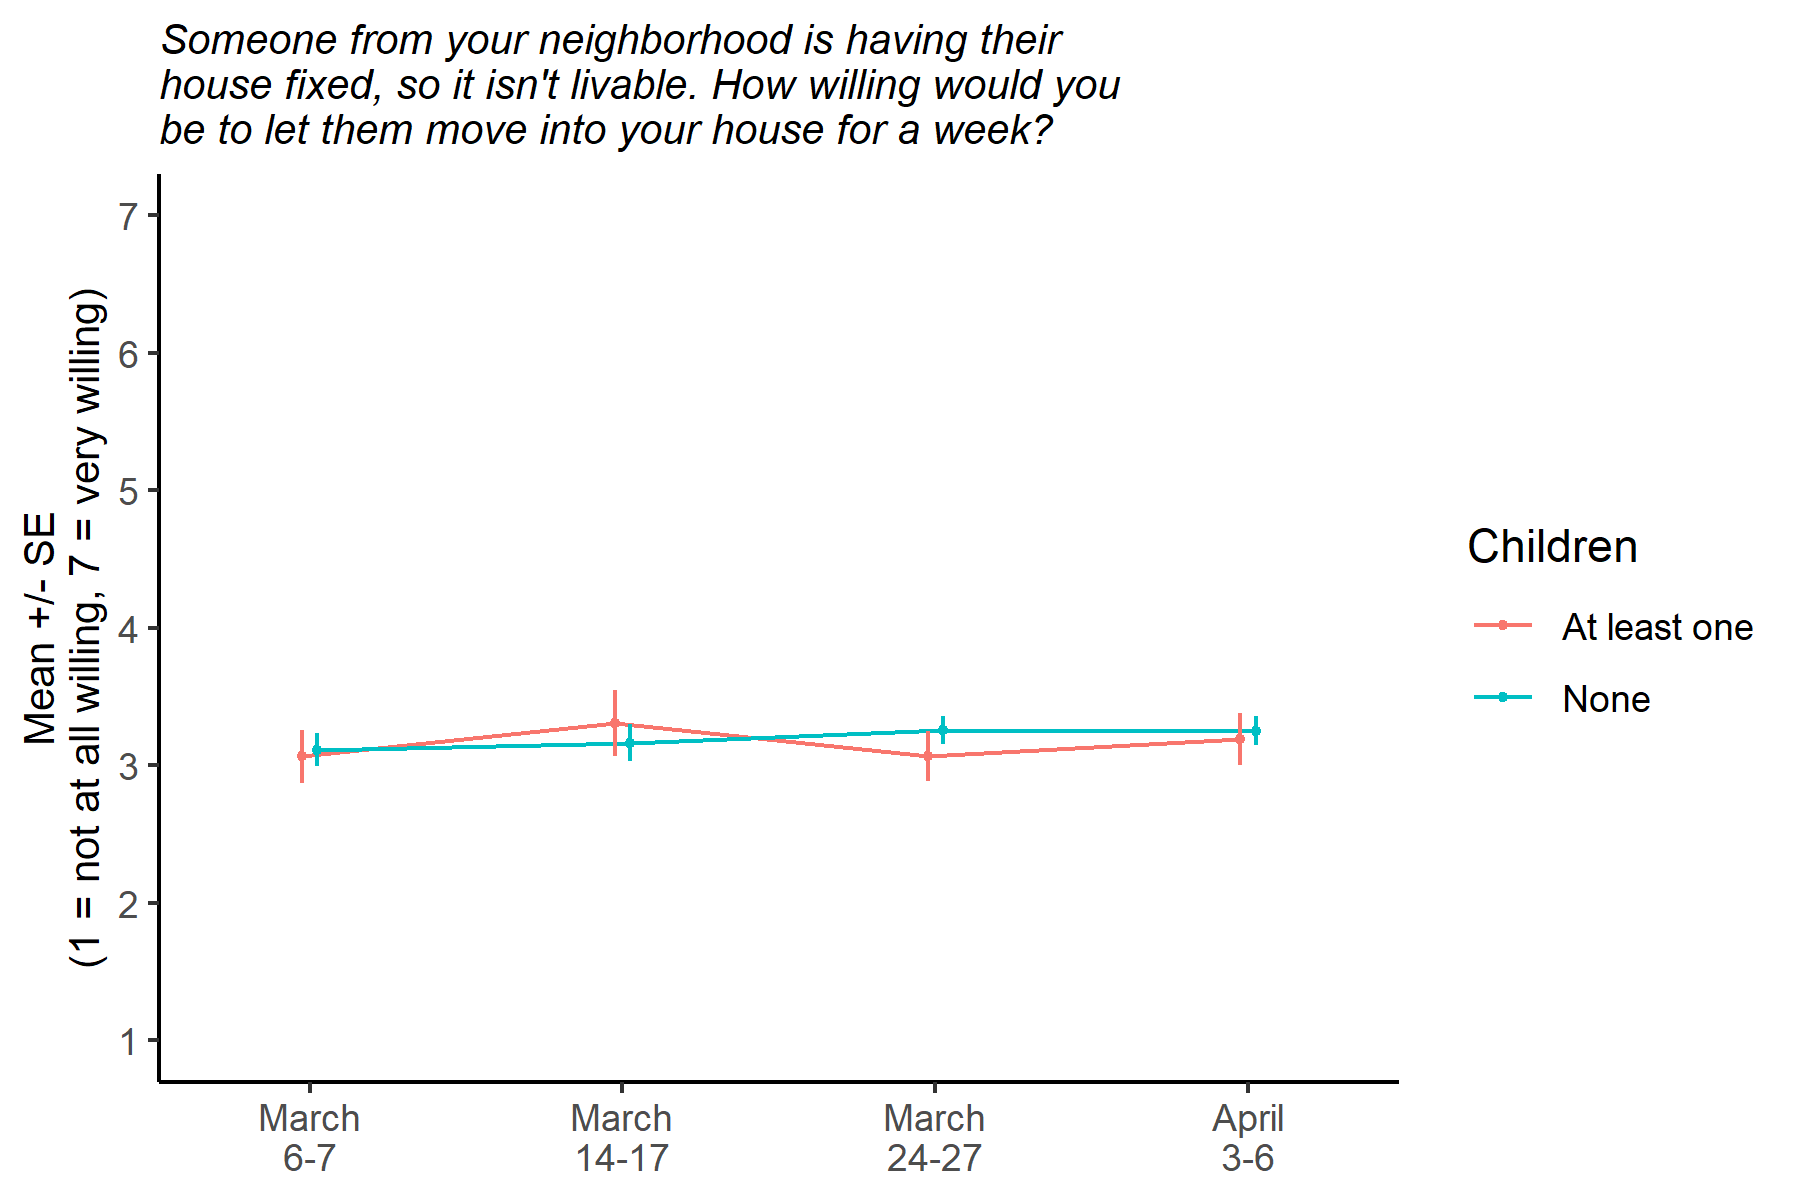 Someone from your neighborhood is having their
house fixed, so it isn't livable. How willing would you
be to let them move into your house for a week?
Mean +/- SE
(1 = not at all willing, 7 = very willing)
7
6
5
4
3
2
1
March
6-7
March
14-17
March
24-27
April
3-6
Children
At least one
None